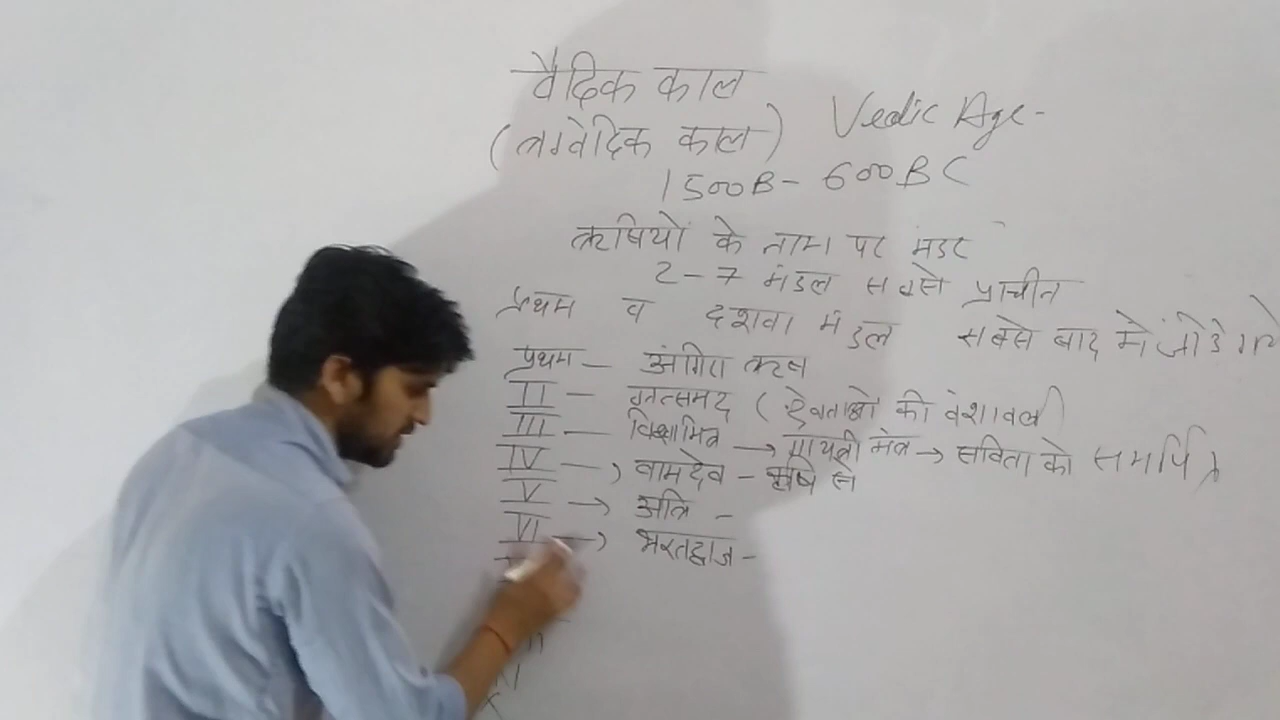 वैदिक काल
(ऋग्वेदिक काल) Vedic Age-
1500B- 600BC
ऋषियों के नाम पर मंडल
2-7 मंडल सबसे प्राचीन
प्रथम व दशवा मंडल सबसे बाद में जोडे गये
प्रथम - अंगिरा ऋष
II - गृत्समद (देवताओ की वंशावली
III - विश्वामित्र → गायत्री मंत्र → सविता को समर्पित
IV → वामदेव - कृषि से
V → अत्रि -
VI → भरतद्वाज -